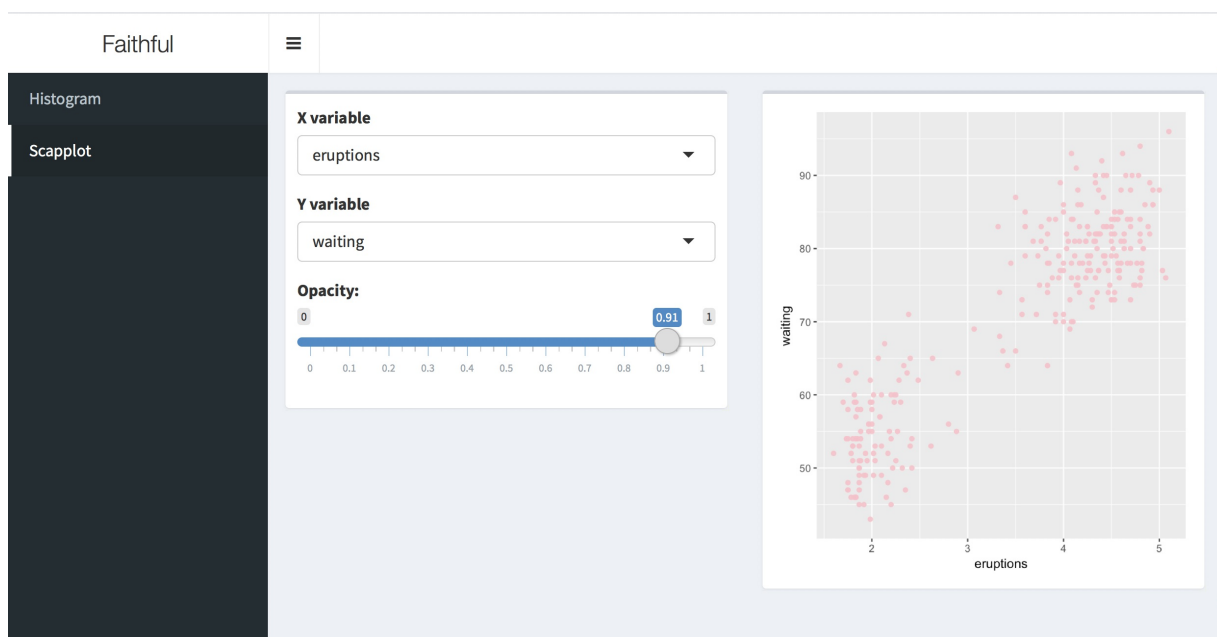 Faithful
Histogram
Scapplot
X variable
eruptions
Y variable
waiting
Opacity:
0 0.91 1
0 0.1 0.2 0.3 0.4 0.5 0.6 0.7 0.8 0.9 1
90
80
70
60
50
waiting
2 3 4 5
eruptions